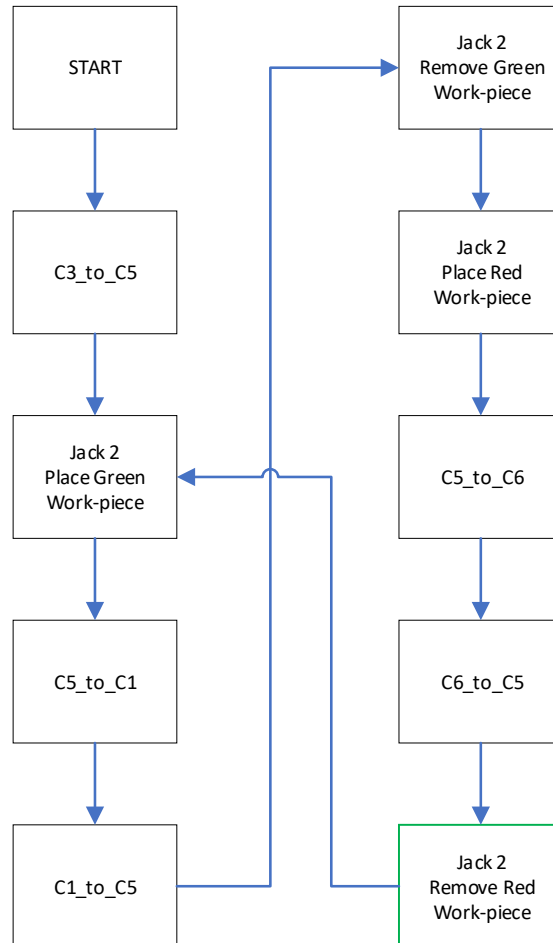 START
C3_to_C5
Jack 2
Place Green
Work-piece
C5_to_C1
C1_to_C5
Jack 2
Remove Green
Work-piece
Jack 2
Place Red
Work-piece
C5_to_C6
C6_to_C5
Jack 2
Remove Red
Work-piece